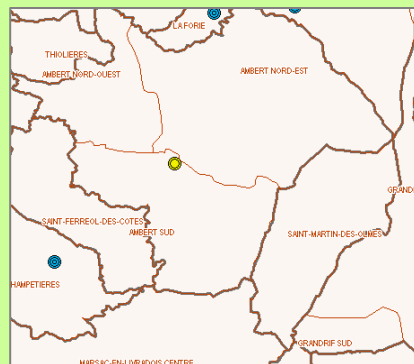 LA FORIE
THIOLIERES
AMBERT NORD-OUEST
AMBERT NORD-EST
GRAND
SAINT-FERREOL-DES-COTES
AMBERT SUD
SAINT-MARTIN-DES-OLMES
HAMPETIERES
GRANDRIF SUD
MARSAC-EN-LIVRADOIS CENTRE